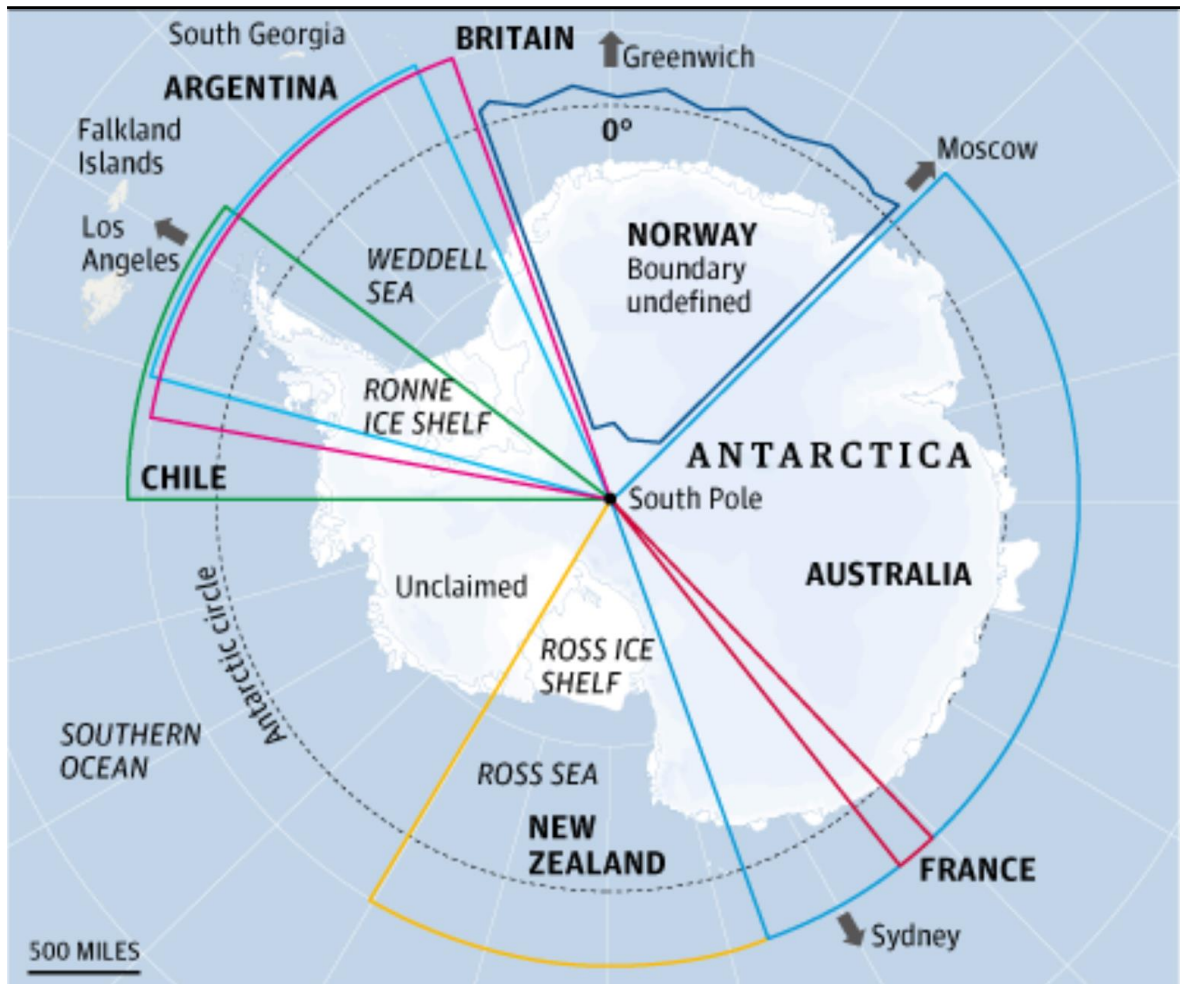 South Georgia
BRITAIN
Greenwich
ARGENTINA
Falkland
Islands
0°
Moscow
Los
Angeles
WEDDELL
SEA
NORWAY
Boundary
undefined
RONNE
ICE SHELF
ANTARCTICA
CHILE
South Pole
Unclaimed
AUSTRALIA
Antarctic circle
ROSS ICE
SHELF
SOUTHERN
OCEAN
ROSS SEA
NEW
ZEALAND
FRANCE
Sydney
500 MILES